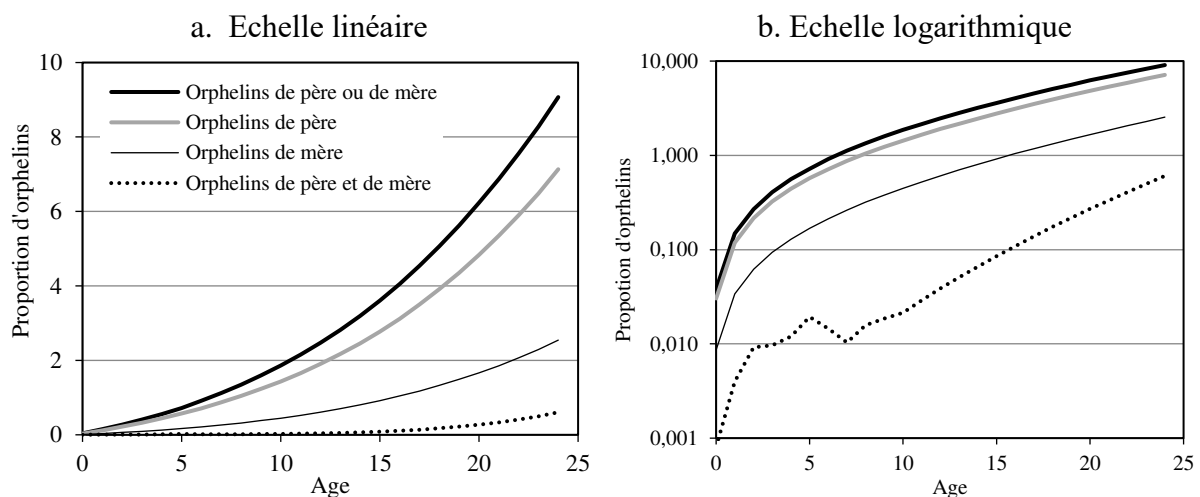 a. Echelle linéaire
10
8
6
4
2
0
Proportion d'orphelins
Orphelins de père ou de mère
Orphelins de père
Orphelins de mère
Orphelins de père et de mère
0 5 10 15 20 25
Age
b. Echelle logarithmique
10,000
1,000
0,100
0,010
0,001
Propotion d'oprhelins
0 5 10 15 20 25
Age